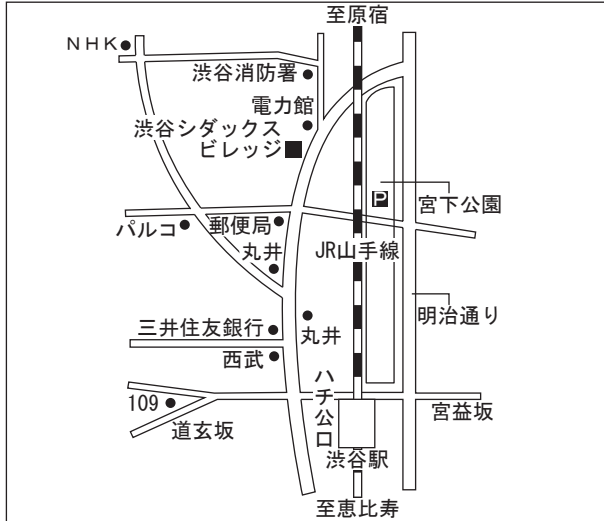 至原宿
ＮＨＫ
渋谷消防署
電力館
渋谷シダックス
ビレッジ
P
宮下公園
パルコ
郵便局
丸井
JR山手線
三井住友銀行
丸井
明治通り
西武
ハチ公口
109
道玄坂
宮益坂
渋谷駅
至恵比寿